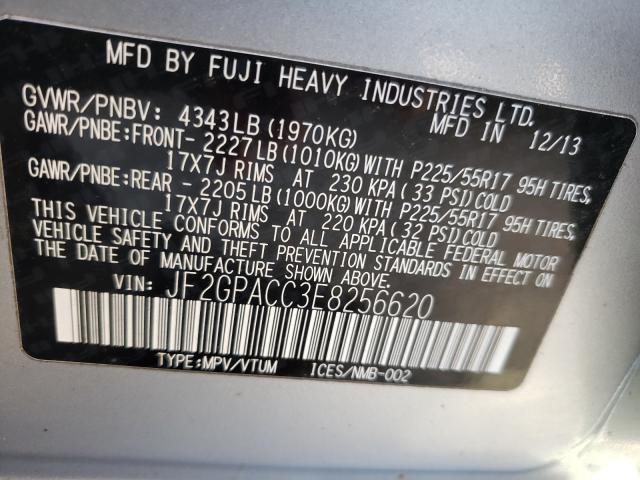 MFD BY FUJI HEAVY INDUSTRIES LTD.
GVWR/PNBV: 4343LB(1970KG) MFD IN 12/13
GAWR/PNBE:FRONT- 2227LB(1010KG)WITH P225/55R17 95H TIRES,
17X7J RIMS AT 230 KPA(33 PSI)COLD
GAWR/PNBE:REAR - 2205LB(1000KG)WITH P225/55R17 95H TIRES,
17X7J RIMS AT 220 KPA(32 PSI)COLD
THIS VEHICLE CONFORMS TO ALL APPLICABLE FEDERAL MOTOR
VEHICLE SAFETY AND THEFT PREVENTION STANDARDS IN EFFECT ON
THE DATE OF MANUFACTURE SHOWN ABOVE.
VIN: JF2GPACC3E8256620
TYPE:MPV/VTUM ICES/NMB-002